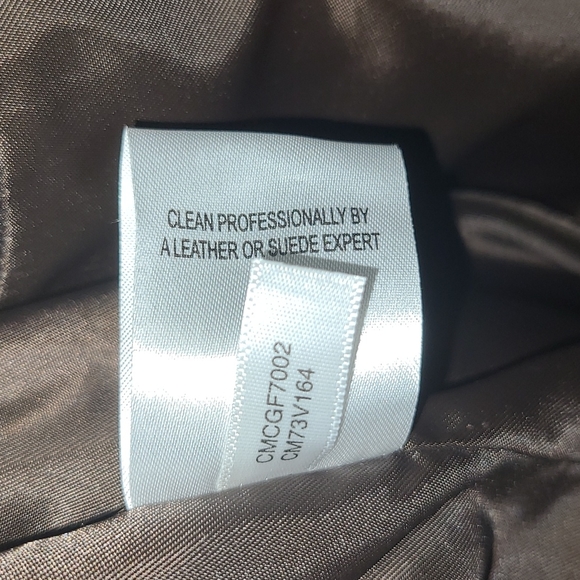 CLEAN PROFESSIONALLY BY
A LEATHER OR SUEDE EXPERT
CMCGF7002
CM73V164